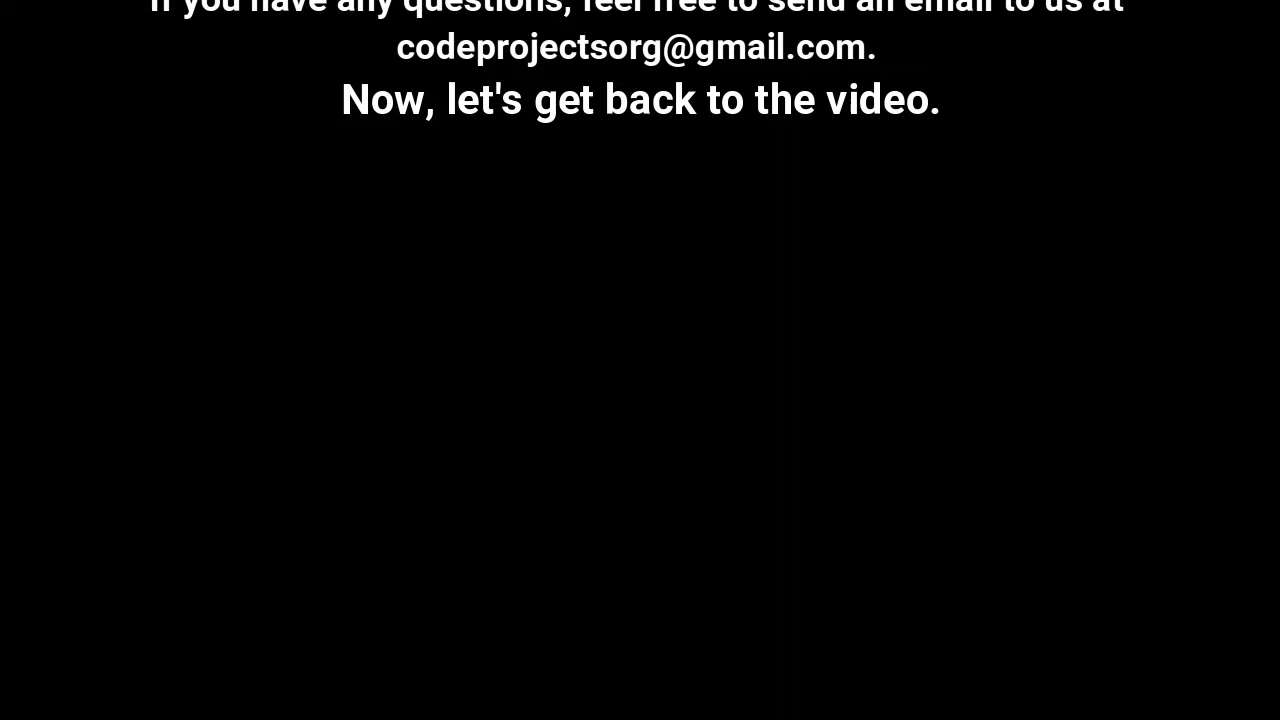 If you have any questions, feel free to send an email to us at
codeprojectsorg@gmail.com.
Now, let's get back to the video.